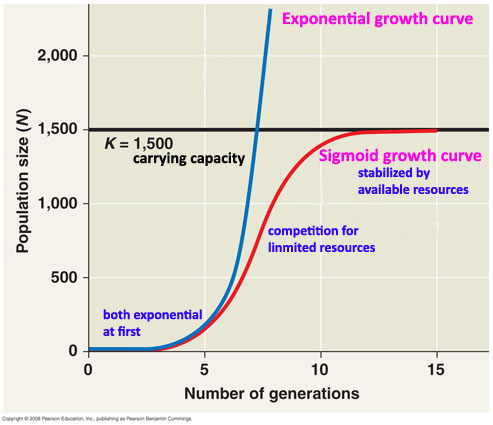 Exponential growth curve
2,000
1,500
K = 1,500
carrying capacity
Sigmoid growth curve
stabilized by
available resources
1,000
competition for
linmited resources
500
both exponential
at first
0
0
5
10
15
Population size (N)
Number of generations
Copyright © 2008 Pearson Education, Inc., publishing as Pearson Benjamin Cummings.